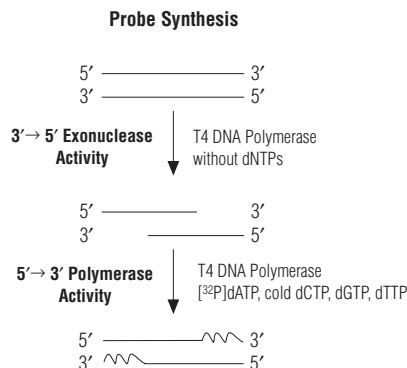 Probe Synthesis
5′ 3′
3′ 5′
3′→ 5′ Exonuclease
Activity
T4 DNA Polymerase
without dNTPs
5′ 3′
3′ 5′
5′→ 3′ Polymerase
Activity
T4 DNA Polymerase
[³²P]dATP, cold dCTP, dGTP, dTTP
5′ 3′
3′ 5′